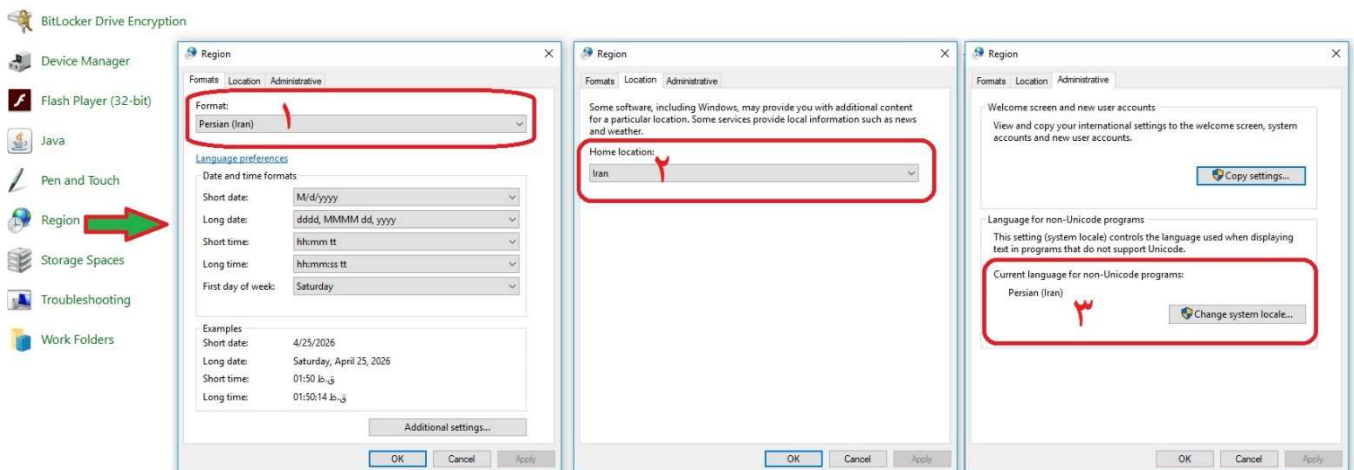 BitLocker Drive Encryption
Device Manager
Flash Player (32-bit)
Java
Pen and Touch
Region
Storage Spaces
Troubleshooting
Work Folders
Region
Formats Location Administrative
Format:
Persian (Iran)
۱
Language preferences
Date and time formats
Short date: M/d/yyyy
Long date: dddd, MMMM dd, yyyy
Short time: hh:mm tt
Long time: hh:mm:ss tt
First day of week: Saturday
Examples
Short date: 4/25/2026
Long date: Saturday, April 25, 2026
Short time: 01:50 ق.ظ
Long time: 01:50:14 ق.ظ
Additional settings...
OK Cancel Apply
Region
Formats Location Administrative
Some software, including Windows, may provide you with additional content
for a particular location. Some services provide local information such as news
and weather.
Home location:
Iran
۲
OK Cancel Apply
Region
Formats Location Administrative
Welcome screen and new user accounts
View and copy your international settings to the welcome screen, system
accounts and new user accounts.
Copy settings...
Language for non-Unicode programs
This setting (system locale) controls the language used when displaying
text in programs that do not support Unicode.
Current language for non-Unicode programs:
Persian (Iran)
۳
Change system locale...
OK Cancel Apply